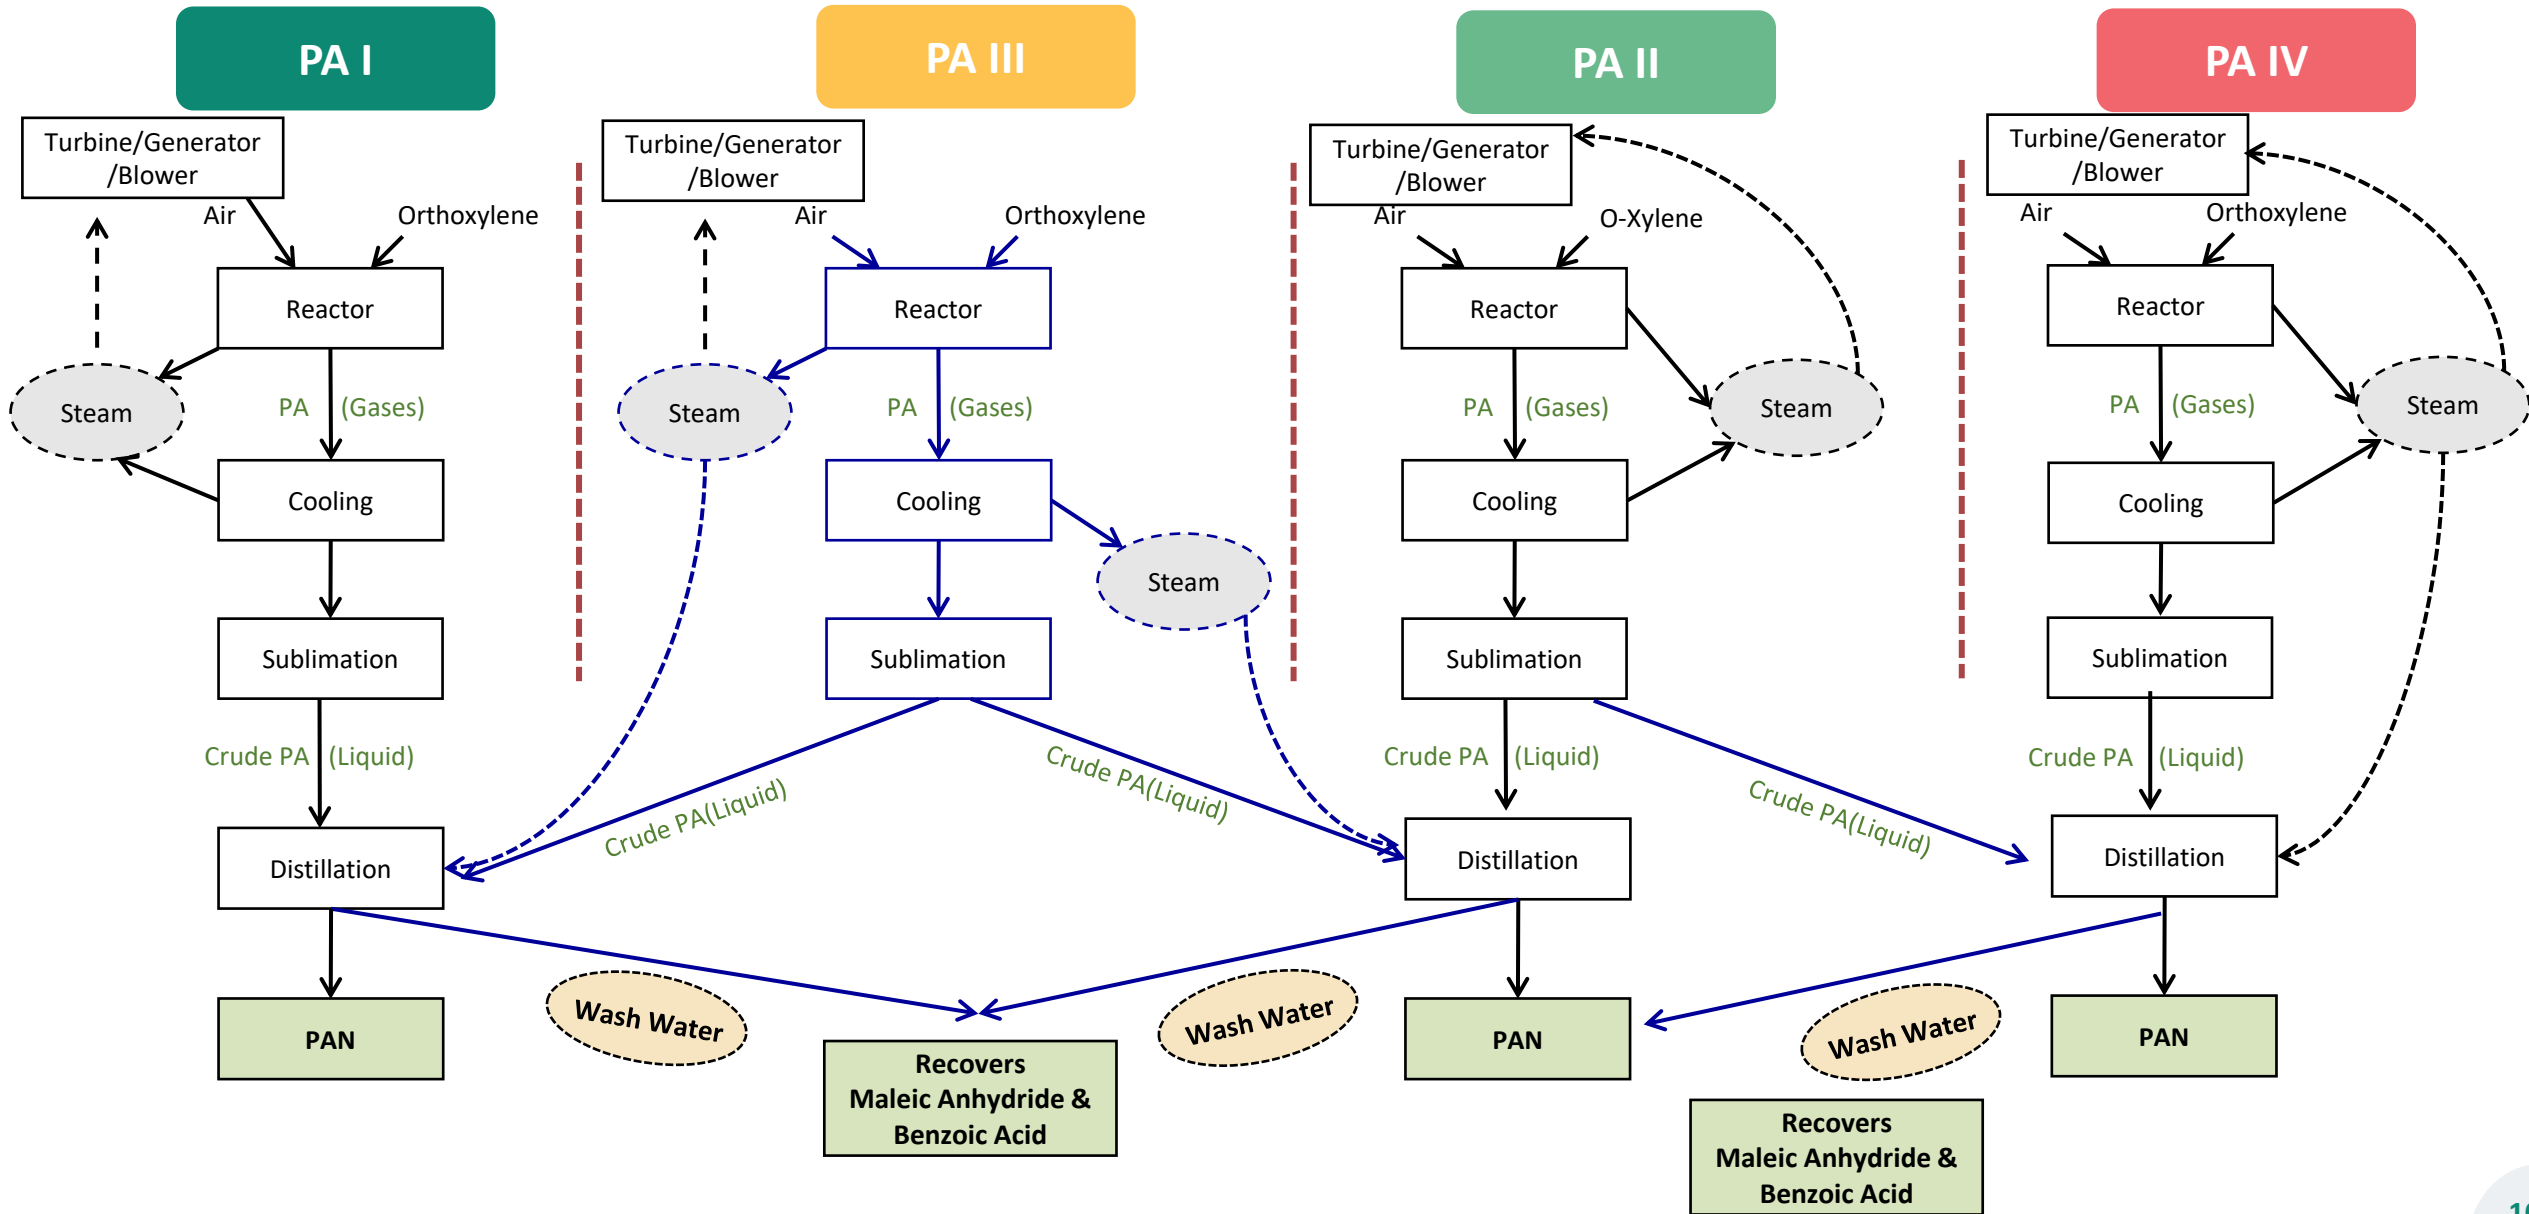 PA I
PA III
PA II
PA IV
Turbine/Generator
/Blower
Turbine/Generator
/Blower
Turbine/Generator
/Blower
Turbine/Generator
/Blower
Air
Orthoxylene
Air
Orthoxylene
Air
O-Xylene
Air
Orthoxylene
Reactor
Reactor
Reactor
Reactor
Steam
PA (Gases)
Steam
PA (Gases)
PA (Gases)
Steam
PA (Gases)
Steam
Cooling
Cooling
Cooling
Cooling
Steam
Sublimation
Sublimation
Sublimation
Sublimation
Crude PA (Liquid)
Crude PA(Liquid)
Crude PA(Liquid)
Crude PA (Liquid)
Crude PA(Liquid)
Crude PA (Liquid)
Distillation
Distillation
Distillation
Wash Water
Wash Water
Wash Water
PAN
PAN
PAN
Recovers
Maleic Anhydride &
Benzoic Acid
Recovers
Maleic Anhydride &
Benzoic Acid